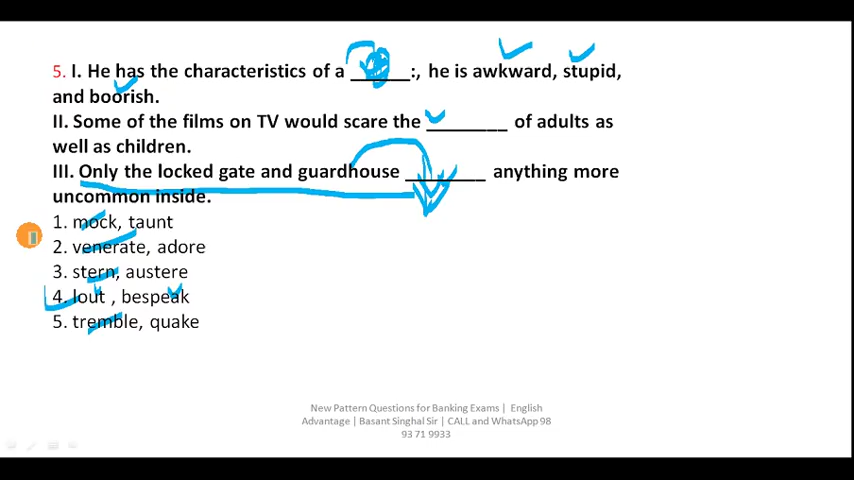 5. I. He has the characteristics of a ______:, he is awkward, stupid,
and boorish.
II. Some of the films on TV would scare the ________ of adults as
well as children.
III. Only the locked gate and guardhouse ________ anything more
uncommon inside.
1. mock, taunt
2. venerate, adore
3. stern, austere
4. lout , bespeak
5. tremble, quake
New Pattern Questions for Banking Exams | English
Advantage | Basant Singhal Sir | CALL and WhatsApp 98
93 71 9933